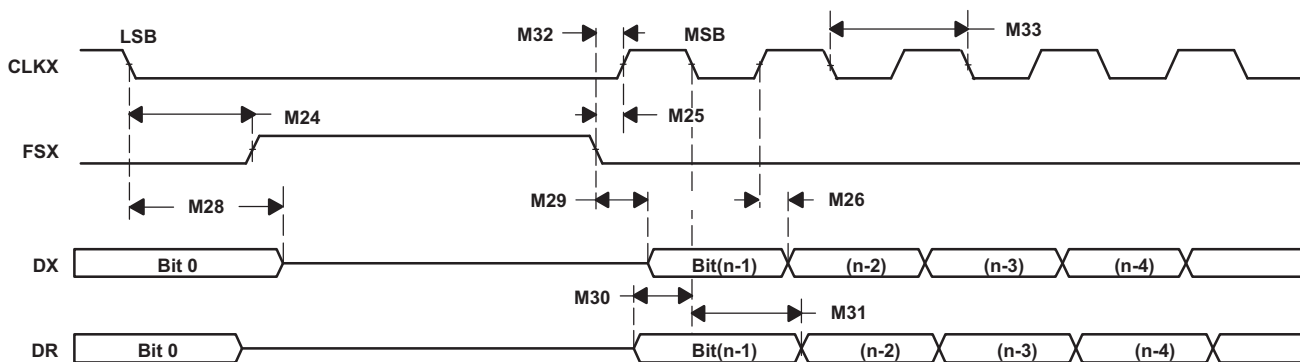 LSB
M32
MSB
M33
CLKX
M24
M25
FSX
M28
M29
M26
DX
Bit 0
Bit(n-1)
(n-2)
(n-3)
(n-4)
M30
M31
DR
Bit 0
Bit(n-1)
(n-2)
(n-3)
(n-4)